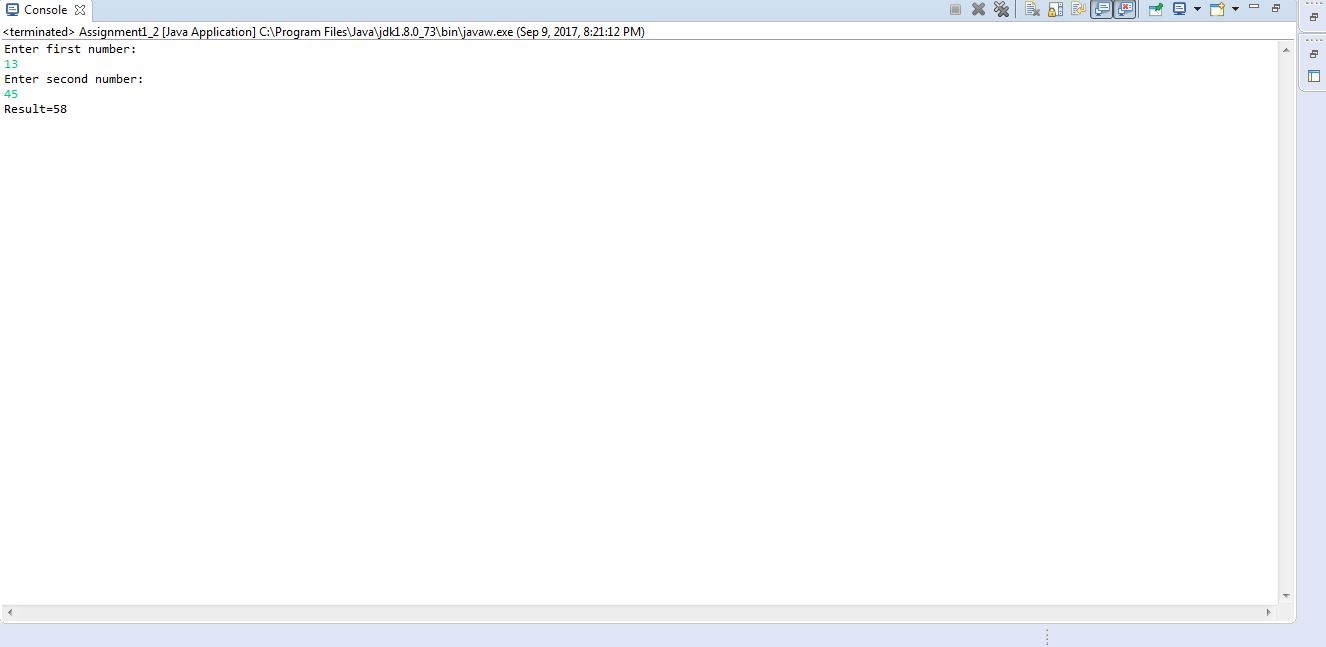 Console
<terminated> Assignment1_2 [Java Application] C:\Program Files\Java\jdk1.8.0_73\bin\javaw.exe (Sep 9, 2017, 8:21:12 PM)
Enter first number:
13
Enter second number:
45
Result=58